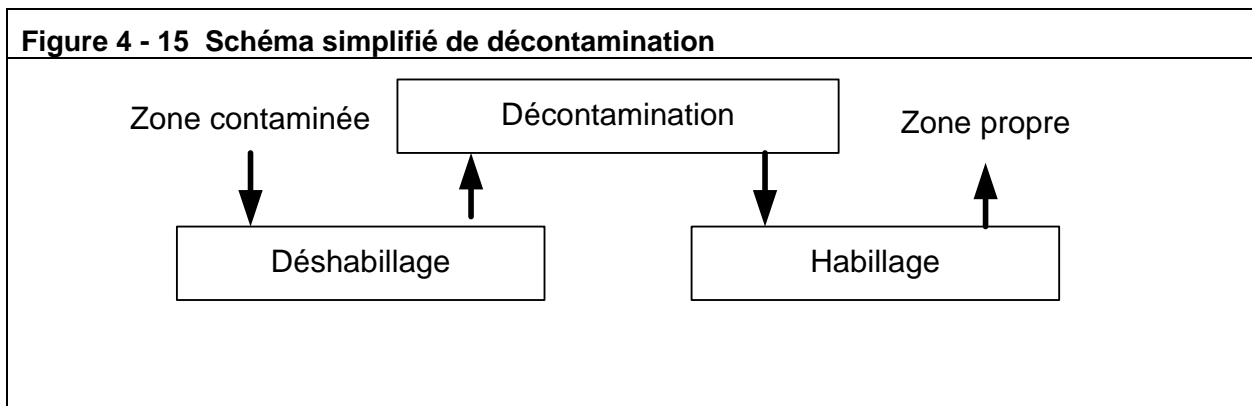 Figure 4 - 15 Schéma simplifié de décontamination
Zone contaminée
Décontamination
Zone propre
Déshabillage
Habillage